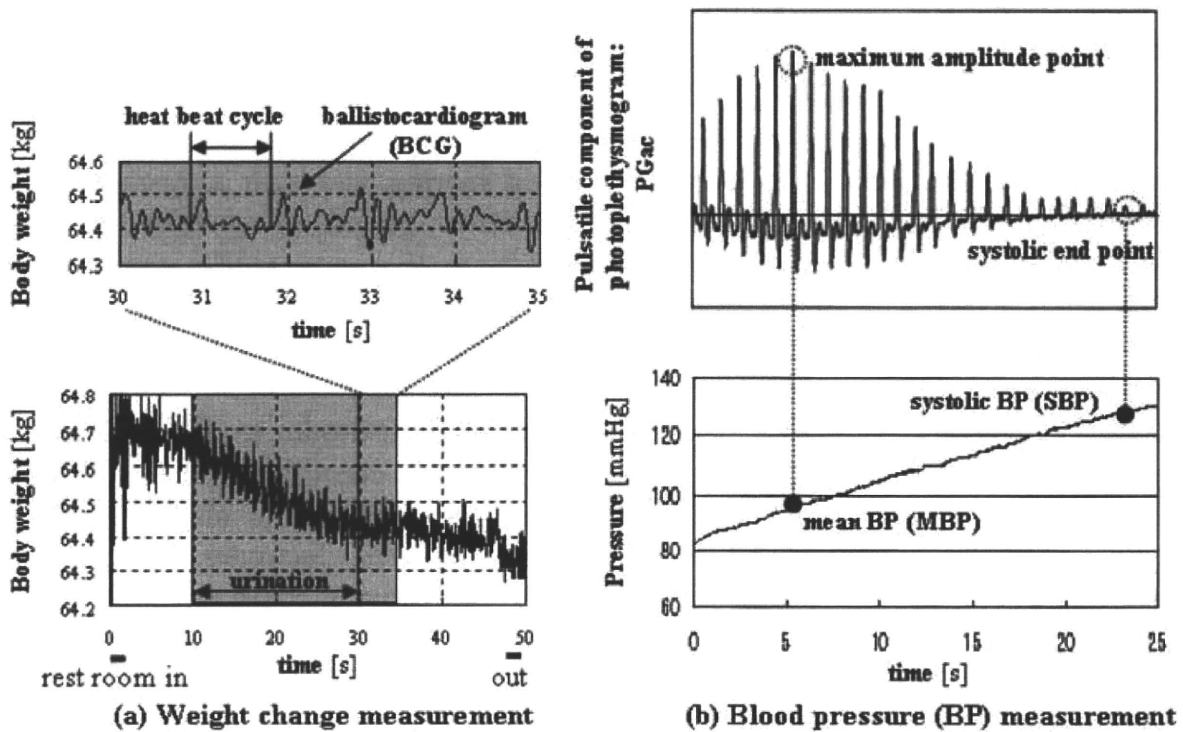 heat beat cycle
ballistocardiogram
(BCG)
Body weight [kg]
64.6
64.5
64.4
64.3
30
31
32
33
34
35
time [s]
Body weight [kg]
64.8
64.7
64.6
64.5
64.4
64.3
64.2
urination
0
10
20
30
40
50
time [s]
rest room in
out
(a) Weight change measurement
Pulsatile component of
photoplethysmogram:
PGac
maximum amplitude point
systolic end point
Pressure [mmHg]
140
120
100
80
60
systolic BP (SBP)
mean BP (MBP)
0
5
10
15
20
25
time [s]
(b) Blood pressure (BP) measurement